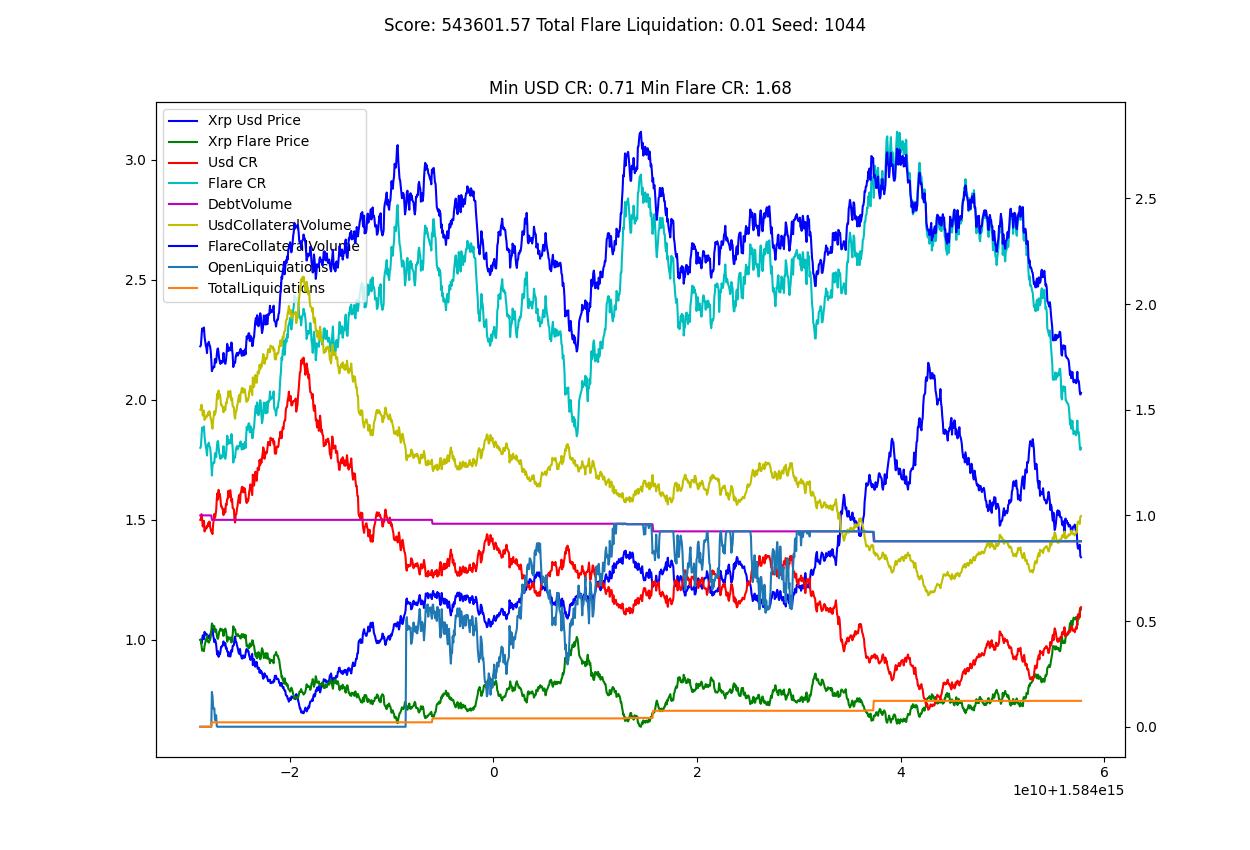 Score: 543601.57 Total Flare Liquidation: 0.01 Seed: 1044
Min USD CR: 0.71 Min Flare CR: 1.68
Xrp Usd Price
Xrp Flare Price
Usd CR
Flare CR
DebtVolume
UsdCollateralVolume
FlareCollateralVolume
OpenLiquidations
TotalLiquidations
3.0
2.5
2.0
1.5
1.0
2.5
2.0
1.5
1.0
0.5
0.0
−2
0
2
4
6
1e10+1.584e15